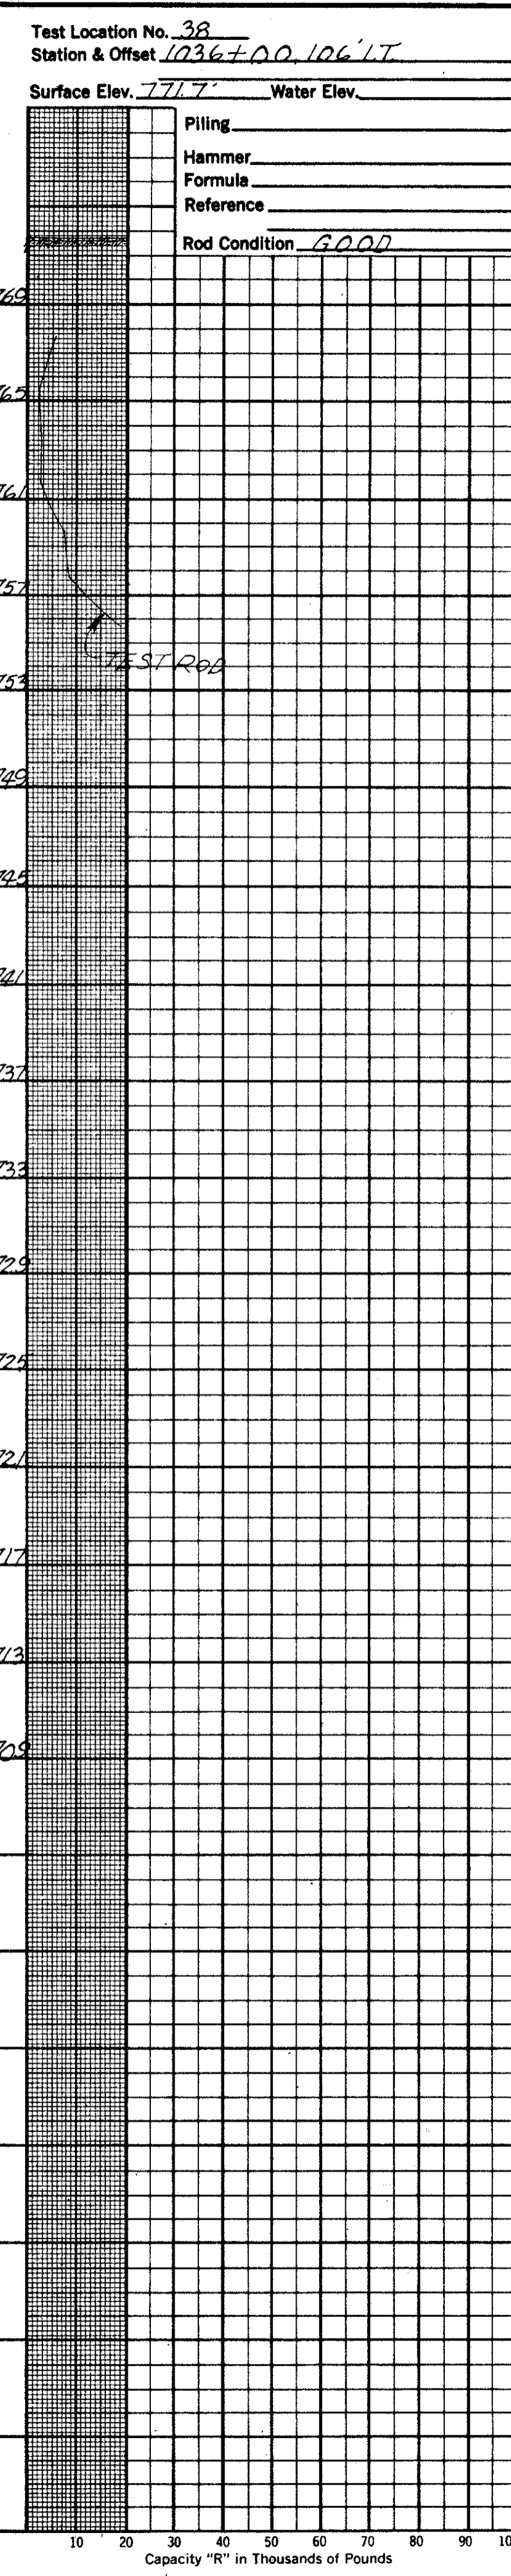 Test Location No. 38
Station & Offset 1036+00, 106' LT.
Surface Elev. 771.7' Water Elev.
Piling
Hammer
Formula
Reference
Rod Condition GOOD
769
765
761
757
TEST ROD
753
749
745
741
737
733
729
725
721
717
713
709
10 20 30 40 50 60 70 80 90 10
Capacity "R" in Thousands of Pounds